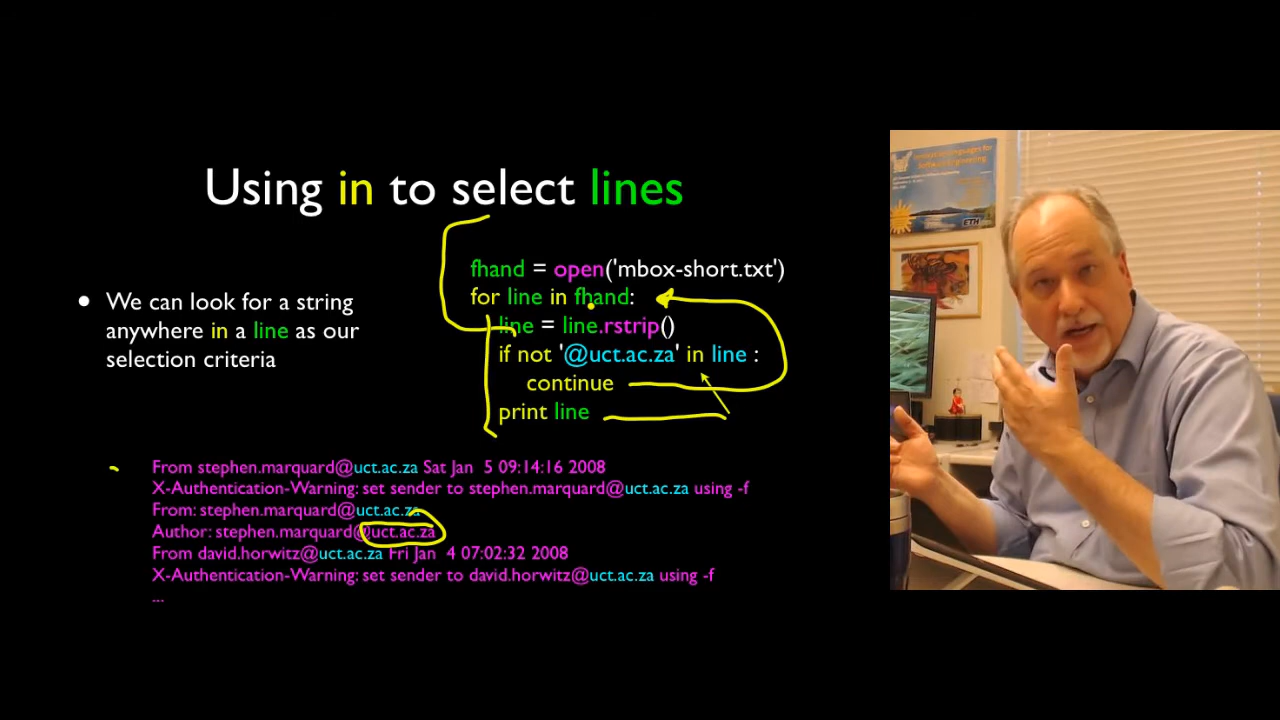 Using in to select lines
We can look for a string
anywhere in a line as our
selection criteria
fhand = open('mbox-short.txt')
for line in fhand:
line = line.rstrip()
if not '@uct.ac.za' in line :
continue
print line
From stephen.marquard@uct.ac.za Sat Jan 5 09:14:16 2008
X-Authentication-Warning: set sender to stephen.marquard@uct.ac.za using -f
From: stephen.marquard@uct.ac.za
Author: stephen.marquard@uct.ac.za
From david.horwitz@uct.ac.za Fri Jan 4 07:02:32 2008
X-Authentication-Warning: set sender to david.horwitz@uct.ac.za using -f
...
ETH